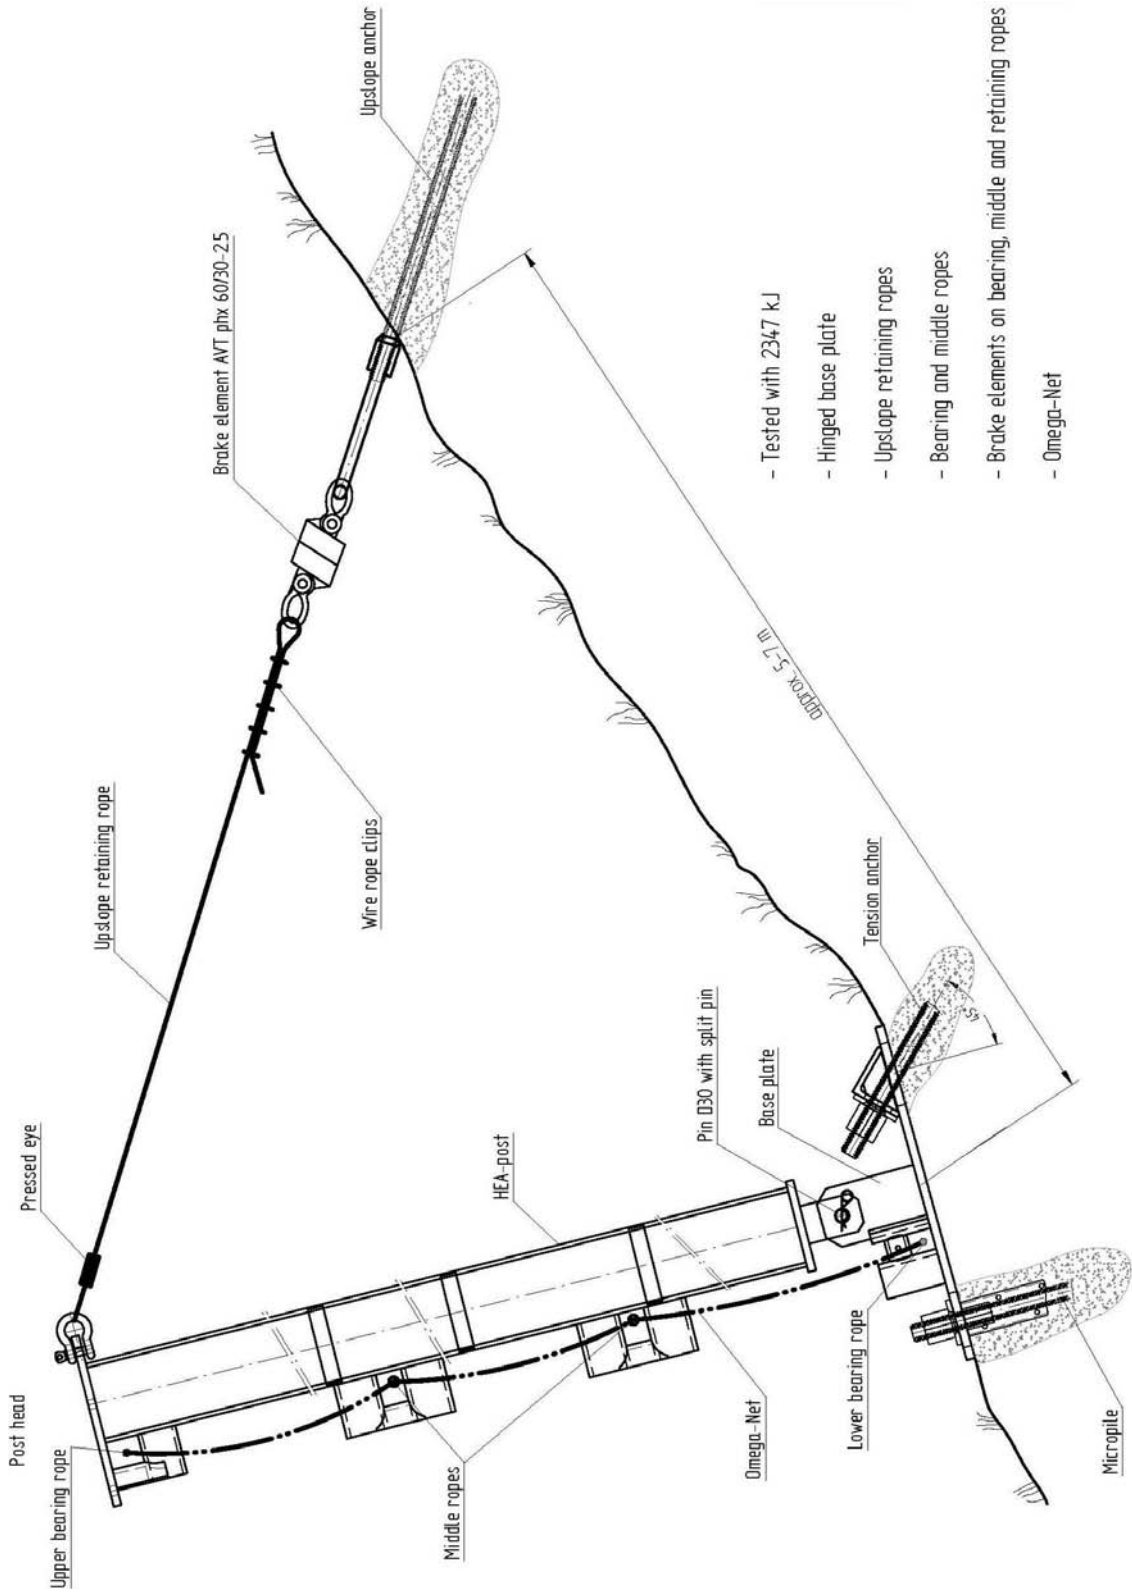 Post head
Upper bearing rope
Pressed eye
Upslope retaining rope
Brake element AVT phx 60/30-25
Upslope anchor
Wire rope clips
Middle ropes
HEA-post
Omega-Net
Pin D30 with split pin
Base plate
Lower bearing rope
Tension anchor
45°
Micropile
approx. 5-7 m
- Tested with 2347 kJ
- Hinged base plate
- Upslope retaining ropes
- Bearing and middle ropes
- Brake elements on bearing, middle and retaining ropes
- Omega-Net